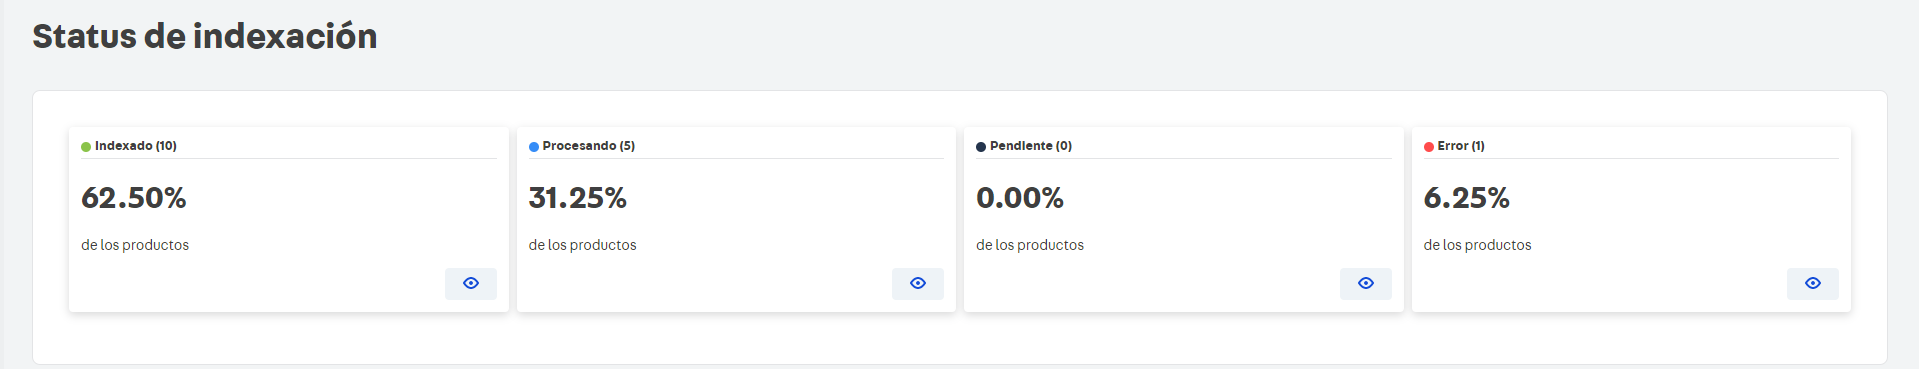 Status de indexación
Indexado (10)
62.50%
de los productos
Procesando (5)
31.25%
de los productos
Pendiente (0)
0.00%
de los productos
Error (1)
6.25%
de los productos